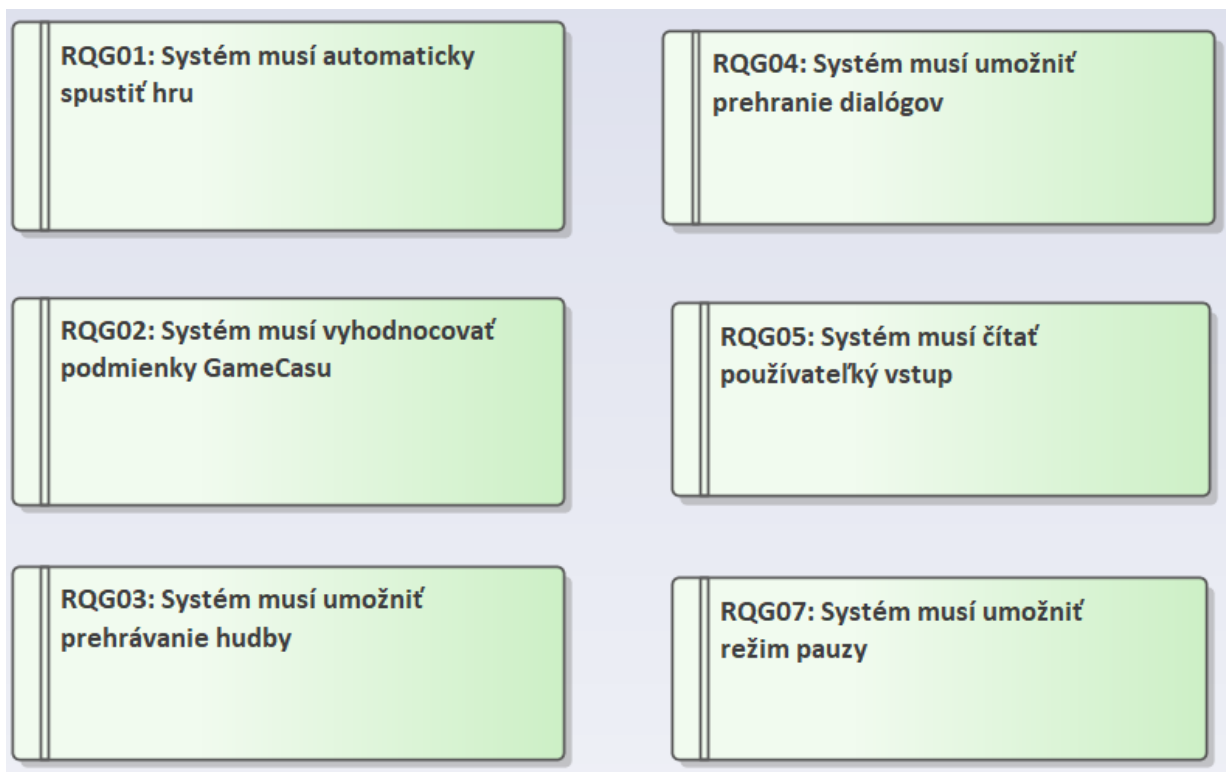 RQG01: Systém musí automaticky
spustiť hru
RQG02: Systém musí vyhodnocovať
podmienky GameCasu
RQG03: Systém musí umožniť
prehrávanie hudby
RQG04: Systém musí umožniť
prehranie dialógov
RQG05: Systém musí čítať
používateľký vstup
RQG07: Systém musí umožniť
režim pauzy